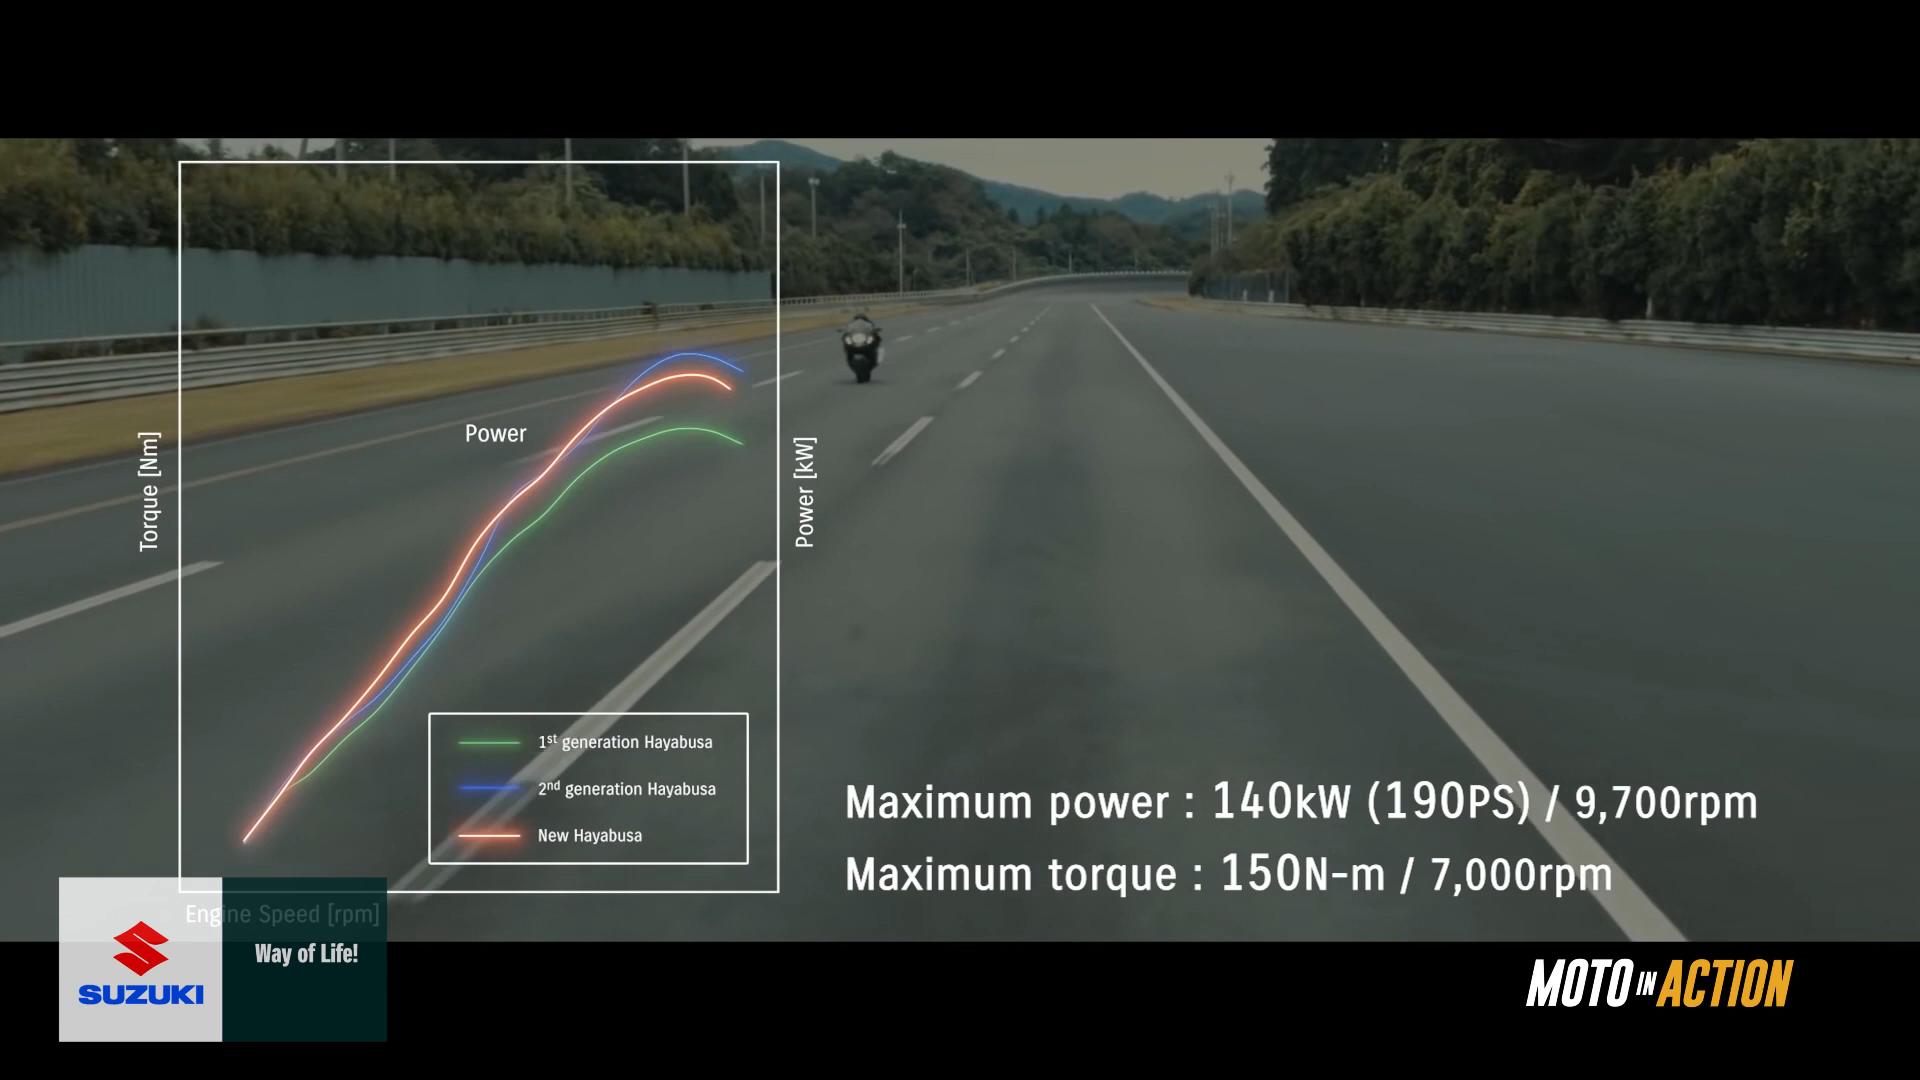 Power
Torque [Nm]
Power [kW]
1st generation Hayabusa
2nd generation Hayabusa
New Hayabusa
Maximum power : 140kW (190PS) / 9,700rpm
Maximum torque : 150N-m / 7,000rpm
Engine Speed [rpm]
Way of Life!
SUZUKI
MOTO IN ACTION